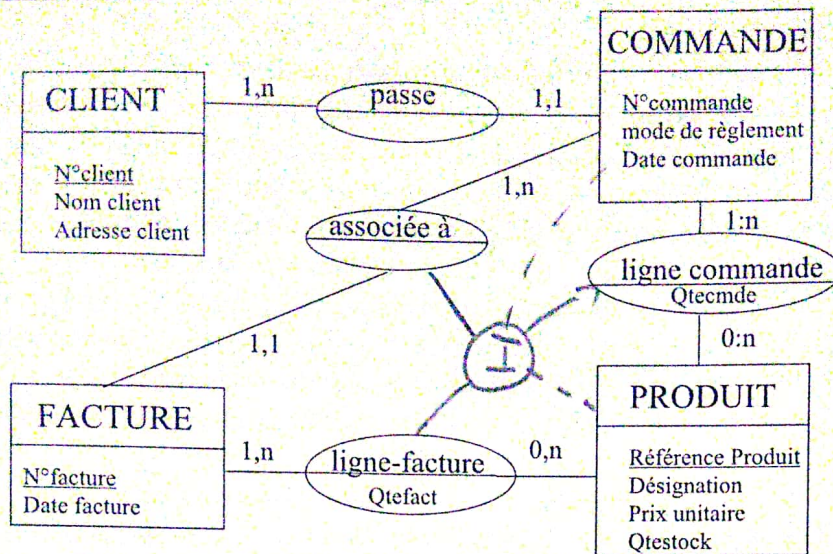 COMMANDE
N°commande
mode de règlement
Date commande
CLIENT
N°client
Nom client
Adresse client
1,n
passe
1,1
1,n
associée à
1:n
ligne commande
Qtecmde
0:n
1,1
I
FACTURE
N°facture
Date facture
1,n
ligne-facture
Qtefact
0,n
PRODUIT
Référence Produit
Désignation
Prix unitaire
Qtestock